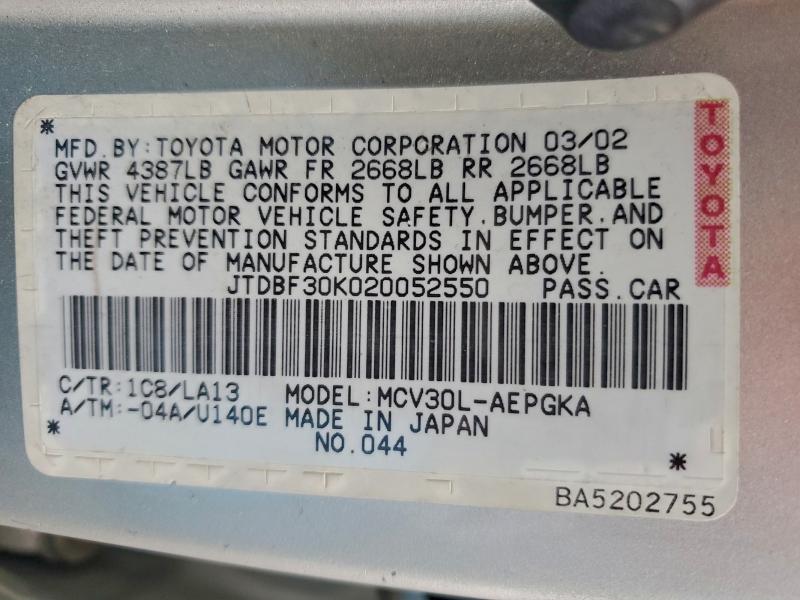 MFD. BY: TOYOTA MOTOR CORPORATION 03/02
GVWR 4387LB GAWR FR 2668LB RR 2668LB
THIS VEHICLE CONFORMS TO ALL APPLICABLE
FEDERAL MOTOR VEHICLE SAFETY. BUMPER. AND
THEFT PREVENTION STANDARDS IN EFFECT ON
THE DATE OF MANUFACTURE SHOWN ABOVE.
JTDBF30K020052550 PASS. CAR
C/TR: 1C8/LA13 MODEL: MCV30L-AEPGKA
A/TM: -04A/U140E MADE IN JAPAN
NO. 044
BA5202755
TOYOTA